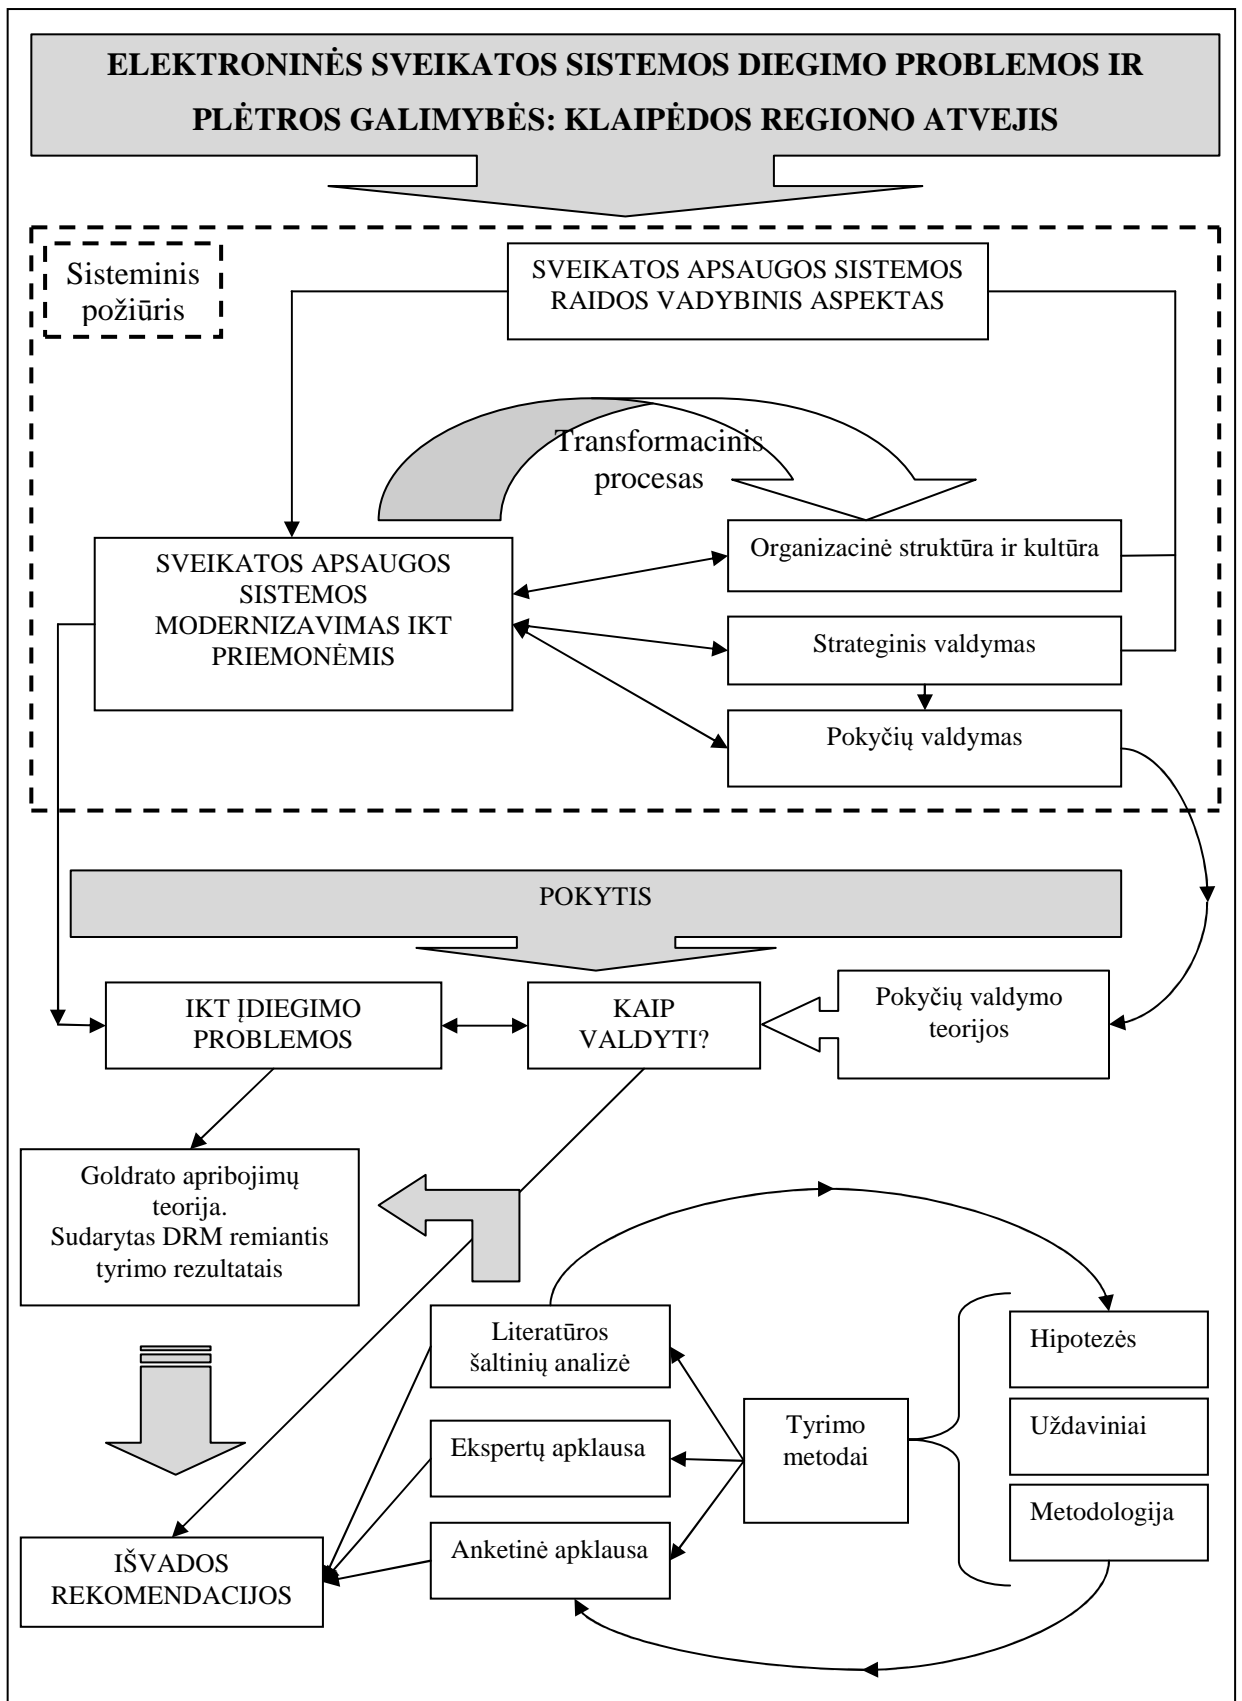 ELEKTRONINĖS SVEIKATOS SISTEMOS DIEGIMO PROBLEMOS IR
PLĖTROS GALIMYBĖS: KLAIPĖDOS REGIONO ATVEJIS
Sisteminis
požiūris
SVEIKATOS APSAUGOS SISTEMOS
RAIDOS VADYBINIS ASPEKTAS
Transformacinis
procesas
SVEIKATOS APSAUGOS
SISTEMOS
MODERNIZAVIMAS IKT
PRIEMONĖMIS
Organizacinė struktūra ir kultūra
Strateginis valdymas
Pokyčių valdymas
POKYTIS
IKT ĮDIEGIMO
PROBLEMOS
KAIP
VALDYTI?
Pokyčių valdymo
teorijos
Goldrato apribojimų
teorija.
Sudarytas DRM remiantis
tyrimo rezultatais
Literatūros
šaltinių analizė
Ekspertų apklausa
Anketinė apklausa
Tyrimo
metodai
Hipotezės
Uždaviniai
Metodologija
IŠVADOS
REKOMENDACIJOS